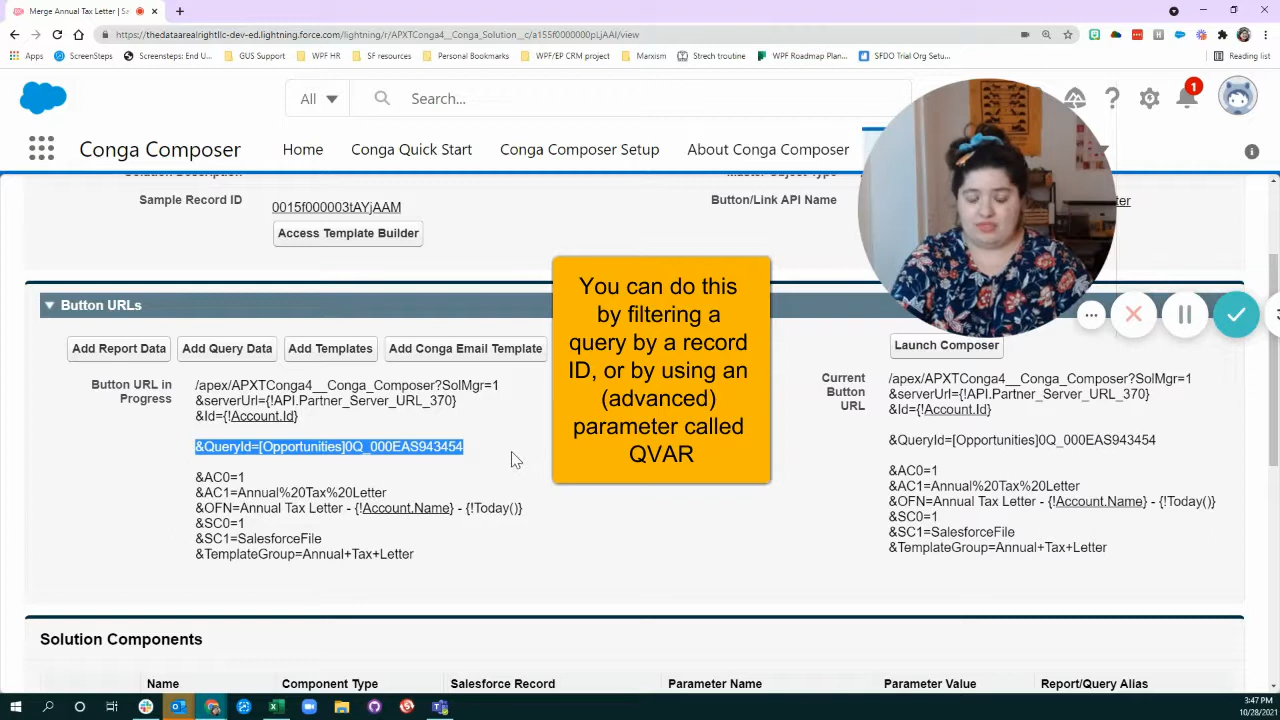 Merge Annual Tax Letter | Sa
https://thedataarealrightllc-dev-ed.lightning.force.com/lightning/r/APXTConga4__Conga_Solution__c/a155f0000000pLjAAI/view
Apps
ScreenSteps
Screensteps: End U...
GUS Support
WPF HR
SF resources
Personal Bookmarks
WPF/EP CRM project
Marxism
Strech troutine
WPF Roadmap Plan...
SFDO Trial Org Setu...
Reading list
All
Search...
1
Conga Composer
Home
Conga Quick Start
Conga Composer Setup
About Conga Composer
Sample Record ID
0015f000003tAYjAAM
Access Template Builder
Button/Link API Name
Button URLs
Add Report Data
Add Query Data
Add Templates
Add Conga Email Template
Launch Composer
Button URL in
Progress
/apex/APXTConga4__Conga_Composer?SolMgr=1
&serverUrl={!API.Partner_Server_URL_370}
&Id={!Account.Id}
&QueryId=[Opportunities]0Q_000EAS943454
&AC0=1
&AC1=Annual%20Tax%20Letter
&OFN=Annual Tax Letter - {!Account.Name} - {!Today()}
&SC0=1
&SC1=SalesforceFile
&TemplateGroup=Annual+Tax+Letter
You can do this
by filtering a
query by a record
ID, or by using an
(advanced)
parameter called
QVAR
Current
Button
URL
/apex/APXTConga4__Conga_Composer?SolMgr=1
&serverUrl={!API.Partner_Server_URL_370}
&Id={!Account.Id}
&QueryId=[Opportunities]0Q_000EAS943454
&AC0=1
&AC1=Annual%20Tax%20Letter
&OFN=Annual Tax Letter - {!Account.Name} - {!Today()}
&SC0=1
&SC1=SalesforceFile
&TemplateGroup=Annual+Tax+Letter
Solution Components
Name
Component Type
Salesforce Record
Parameter Name
Parameter Value
Report/Query Alias
3:47 PM
10/28/2021